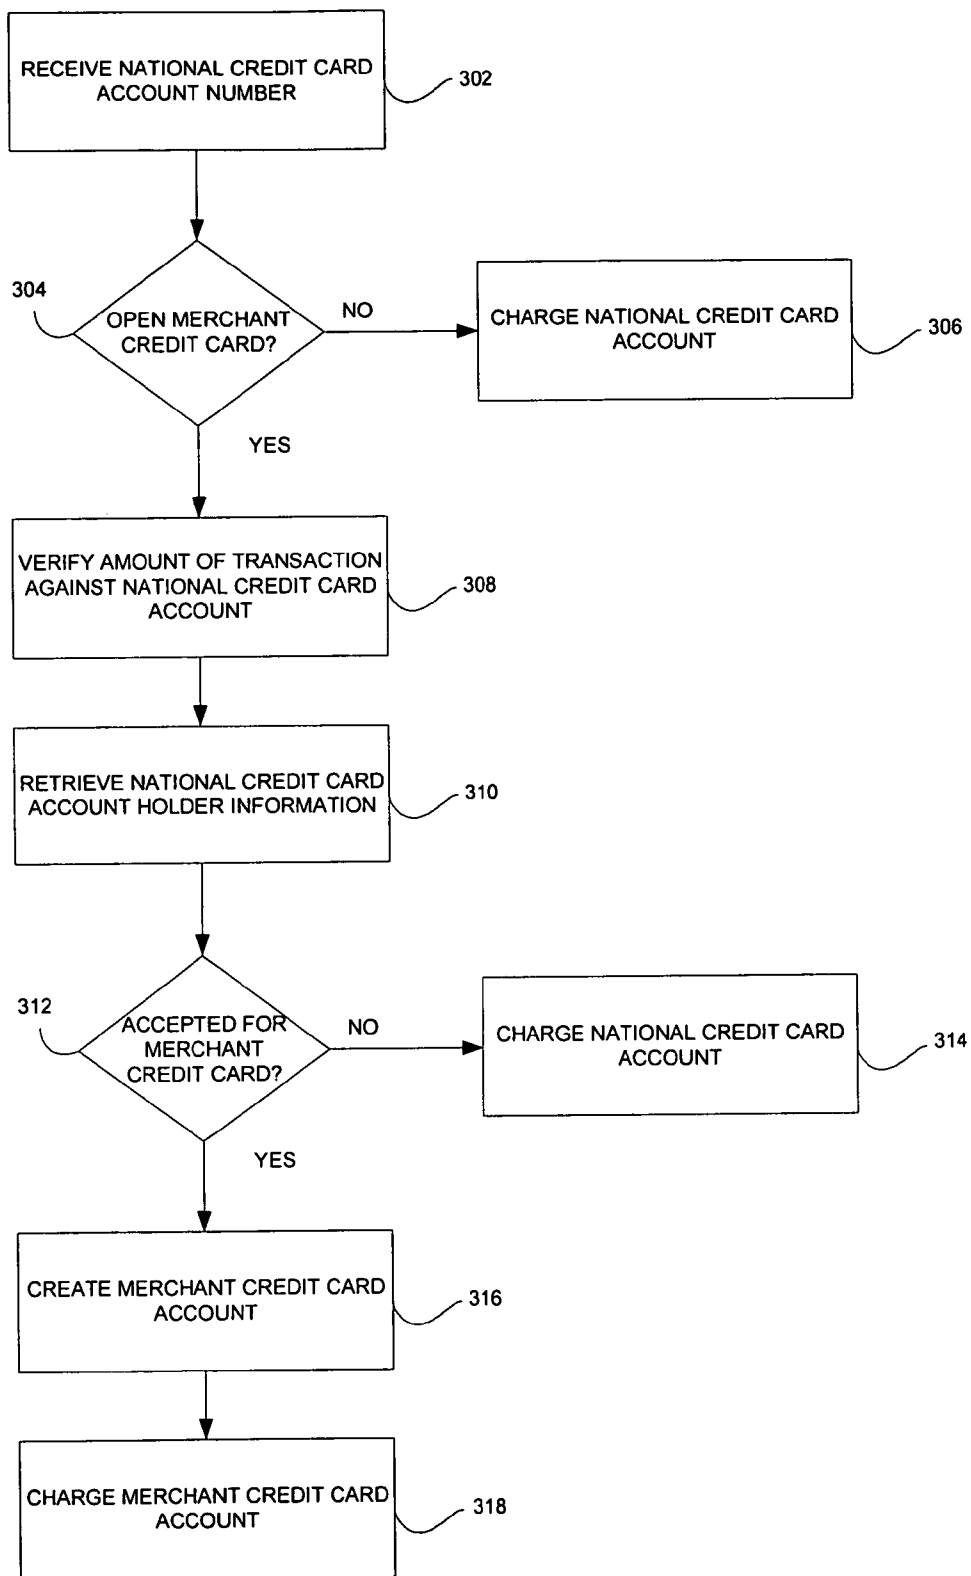 RECEIVE NATIONAL CREDIT CARD
ACCOUNT NUMBER
302
304
OPEN MERCHANT
CREDIT CARD?
NO
CHARGE NATIONAL CREDIT CARD
ACCOUNT
306
YES
VERIFY AMOUNT OF TRANSACTION
AGAINST NATIONAL CREDIT CARD
ACCOUNT
308
RETRIEVE NATIONAL CREDIT CARD
ACCOUNT HOLDER INFORMATION
310
312
ACCEPTED FOR
MERCHANT
CREDIT CARD?
NO
CHARGE NATIONAL CREDIT CARD
ACCOUNT
314
YES
CREATE MERCHANT CREDIT CARD
ACCOUNT
316
CHARGE MERCHANT CREDIT CARD
ACCOUNT
318